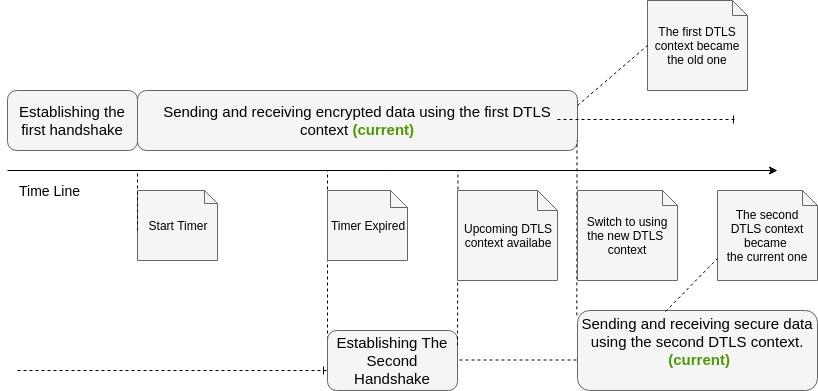 The first DTLS
context became
the old one
Establishing the
first handshake
Sending and receiving encrypted data using the first DTLS
context (current)
Time Line
Start Timer
Timer Expired
Upcoming DTLS
context availabe
Switch to using
the new DTLS
context
The second
DTLS context
became
the current one
Establishing The
Second
Handshake
Sending and receiving secure data
using the second DTLS context.
(current)